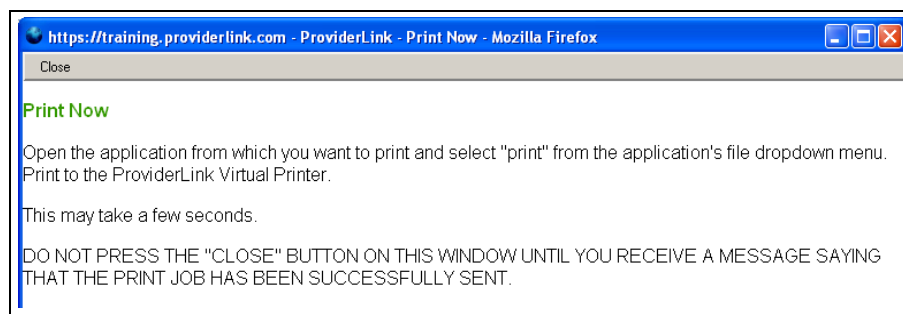 https://training.providerlink.com - ProviderLink - Print Now - Mozilla Firefox
Close
Print Now
Open the application from which you want to print and select "print" from the application's file dropdown menu.
Print to the ProviderLink Virtual Printer.
This may take a few seconds.
DO NOT PRESS THE "CLOSE" BUTTON ON THIS WINDOW UNTIL YOU RECEIVE A MESSAGE SAYING
THAT THE PRINT JOB HAS BEEN SUCCESSFULLY SENT.